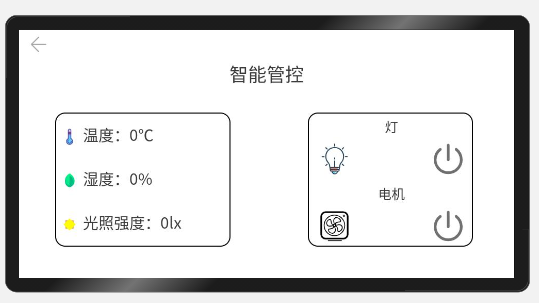 智能管控
温度：0℃
湿度：0%
光照强度：0lx
灯
电机